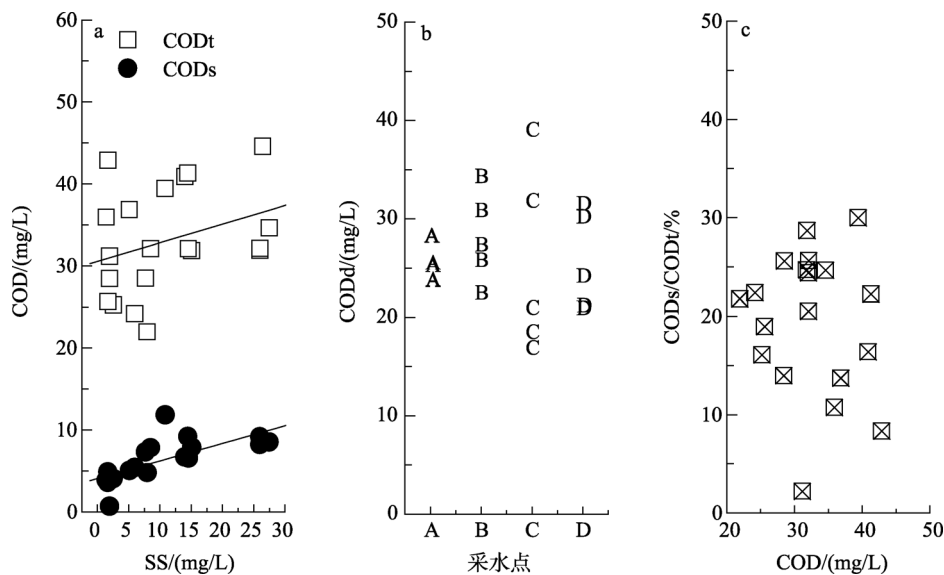 a
CODt
CODs
60
50
40
30
20
10
0
COD/(mg/L)
0 5 10 15 20 25 30
SS/(mg/L)
b
50
40
30
20
10
0
CODd/(mg/L)
A A A A
B B B B B
C C C C C
D D D D D
A B C D
采水点
c
50
40
30
20
10
0
CODs/CODt/%
20 30 40 50
COD/(mg/L)